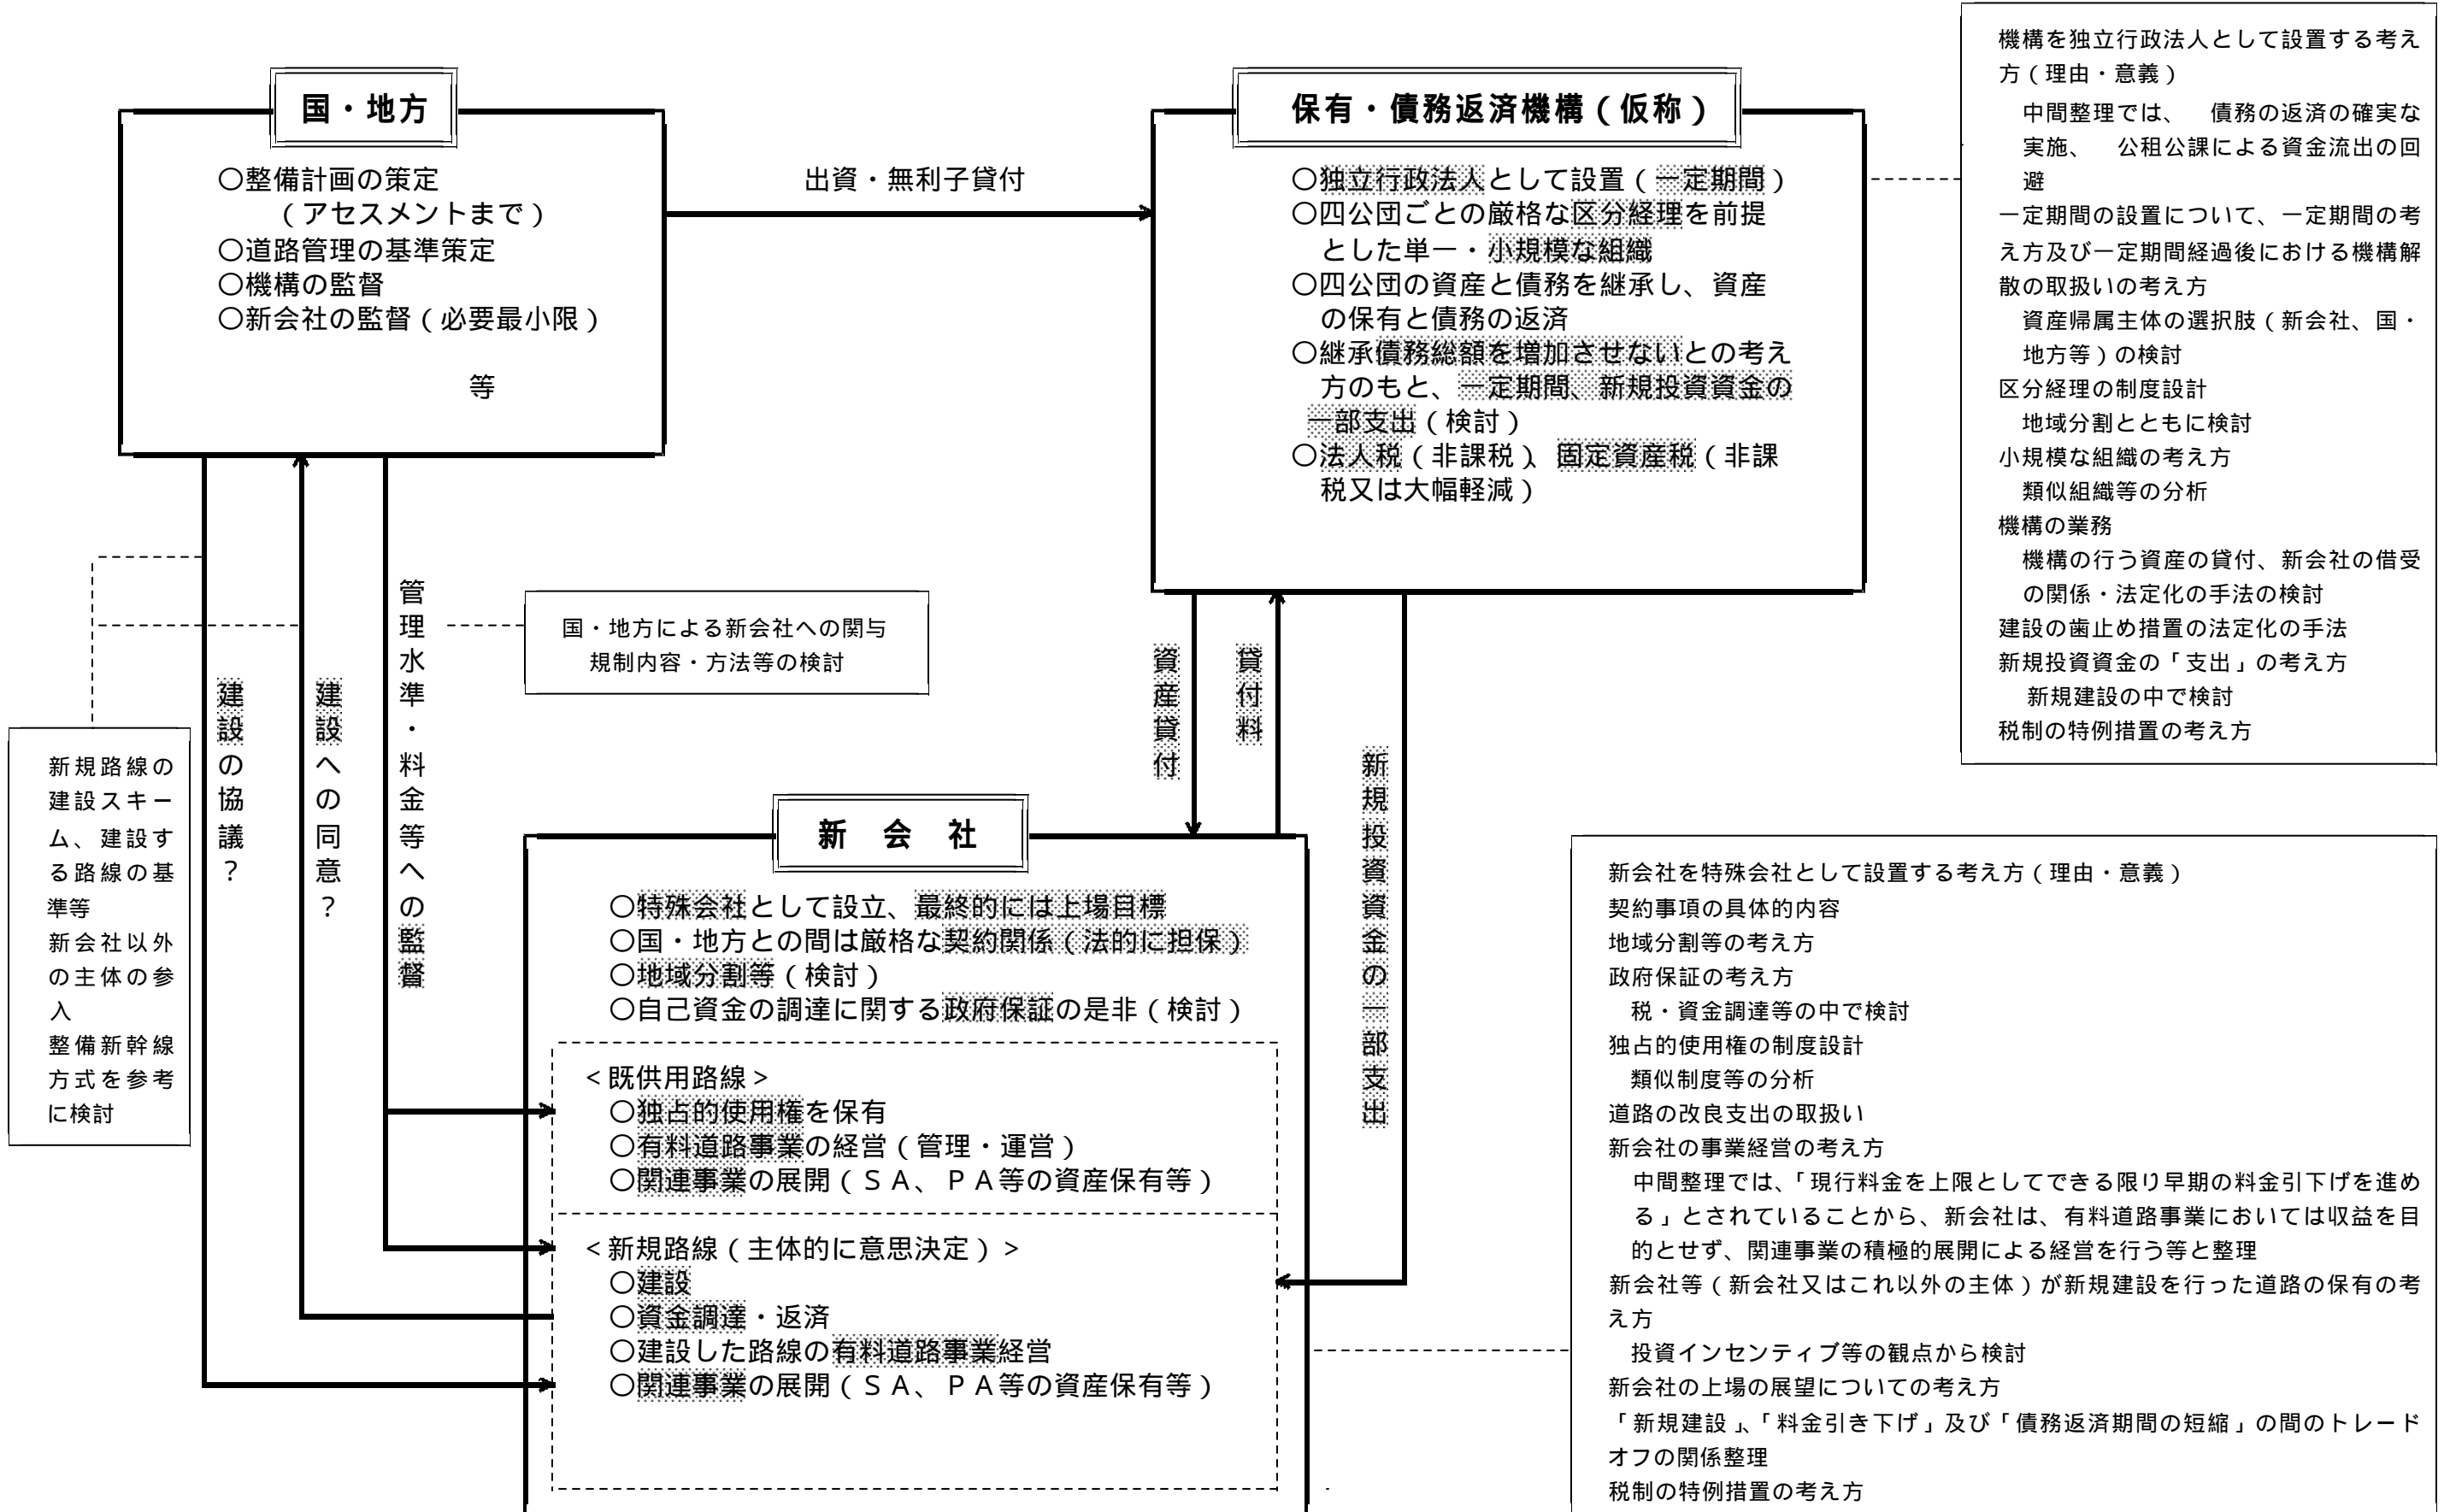 国・地方
○整備計画の策定
(アセスメントまで)
○道路管理の基準策定
○機構の監督
○新会社の監督(必要最小限)
等
出資・無利子貸付
保有・債務返済機構(仮称)
○独立行政法人として設置(一定期間)
○四公団ごとの厳格な区分経理を前提
とした単一・小規模な組織
○四公団の資産と債務を継承し、資産
の保有と債務の返済
○継承債務総額を増加させないとの考え
方のもと、一定期間、新規投資資金の
一部支出(検討)
○法人税(非課税)、固定資産税(非課
税又は大幅軽減)
機構を独立行政法人として設置する考え
方(理由・意義)
中間整理では、 債務の返済の確実な
実施、 公租公課による資金流出の回
避
一定期間の設置について、一定期間の考
え方及び一定期間経過後における機構解
散の取扱いの考え方
資産帰属主体の選択肢(新会社、国・
地方等)の検討
区分経理の制度設計
地域分割とともに検討
小規模な組織の考え方
類似組織等の分析
機構の業務
機構の行う資産の貸付、新会社の借受
の関係・法定化の手法の検討
建設の歯止め措置の法定化の手法
新規投資資金の「支出」の考え方
新規建設の中で検討
税制の特例措置の考え方
新規路線の
建設スキー
ム、建設す
る路線の基
準等
新会社以外
の主体の参
入
整備新幹線
方式を参考
に検討
建設の協議?
建設への同意?
管理水準・料金等への監督
国・地方による新会社への関与
規制内容・方法等の検討
資産貸付
貸付料
新規投資資金の一部支出
新 会 社
○特殊会社として設立、最終的には上場目標
○国・地方との間は厳格な契約関係(法的に担保)
○地域分割等(検討)
○自己資金の調達に関する政府保証の是非(検討)
<既供用路線>
○独占的使用権を保有
○有料道路事業の経営(管理・運営)
○関連事業の展開(SA、PA等の資産保有等)
<新規路線(主体的に意思決定)>
○建設
○資金調達・返済
○建設した路線の有料道路事業経営
○関連事業の展開(SA、PA等の資産保有等)
新会社を特殊会社として設置する考え方(理由・意義)
契約事項の具体的内容
地域分割等の考え方
政府保証の考え方
税・資金調達等の中で検討
独占的使用権の制度設計
類似制度等の分析
道路の改良支出の取扱い
新会社の事業経営の考え方
中間整理では、「現行料金を上限としてできる限り早期の料金引下げを進め
る」とされていることから、新会社は、有料道路事業においては収益を目
的とせず、関連事業の積極的展開による経営を行う等と整理
新会社等(新会社又はこれ以外の主体)が新規建設を行った道路の保有の考
え方
投資インセンティブ等の観点から検討
新会社の上場の展望についての考え方
「新規建設」、「料金引き下げ」及び「債務返済期間の短縮」の間のトレード
オフの関係整理
税制の特例措置の考え方